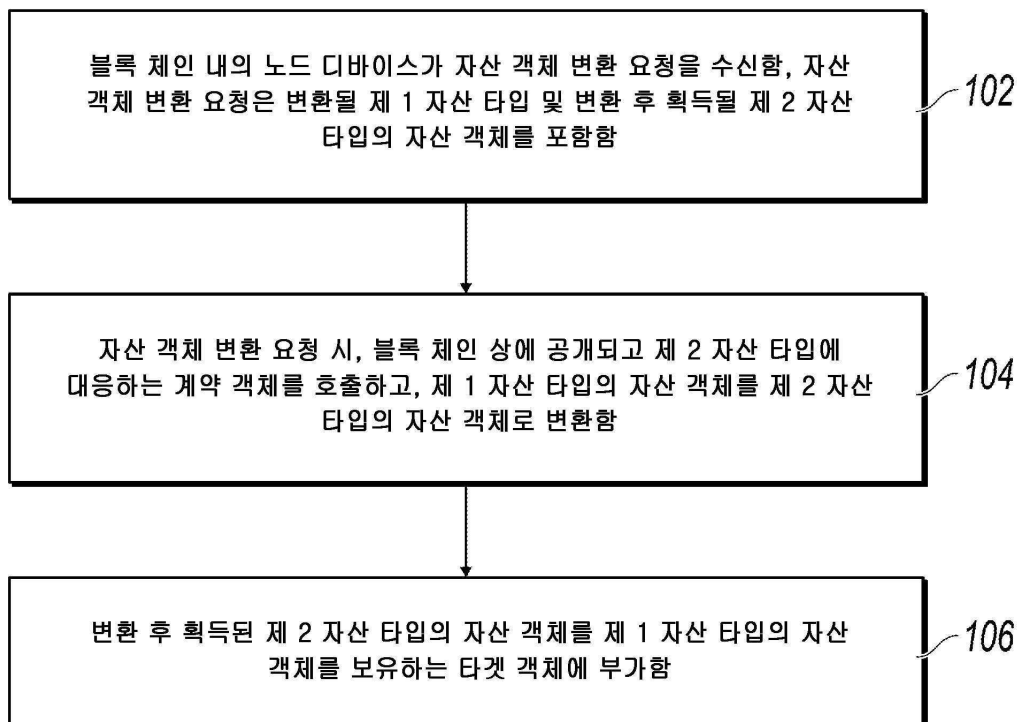 블록 체인 내의 노드 디바이스가 자산 객체 변환 요청을 수신함, 자산
객체 변환 요청은 변환될 제 1 자산 타입 및 변환 후 획득될 제 2 자산
타입의 자산 객체를 포함함
102
자산 객체 변환 요청 시, 블록 체인 상에 공개되고 제 2 자산 타입에
대응하는 계약 객체를 호출하고, 제 1 자산 타입의 자산 객체를 제 2 자산
타입의 자산 객체로 변환함
104
변환 후 획득된 제 2 자산 타입의 자산 객체를 제 1 자산 타입의 자산
객체를 보유하는 타겟 객체에 부가함
106